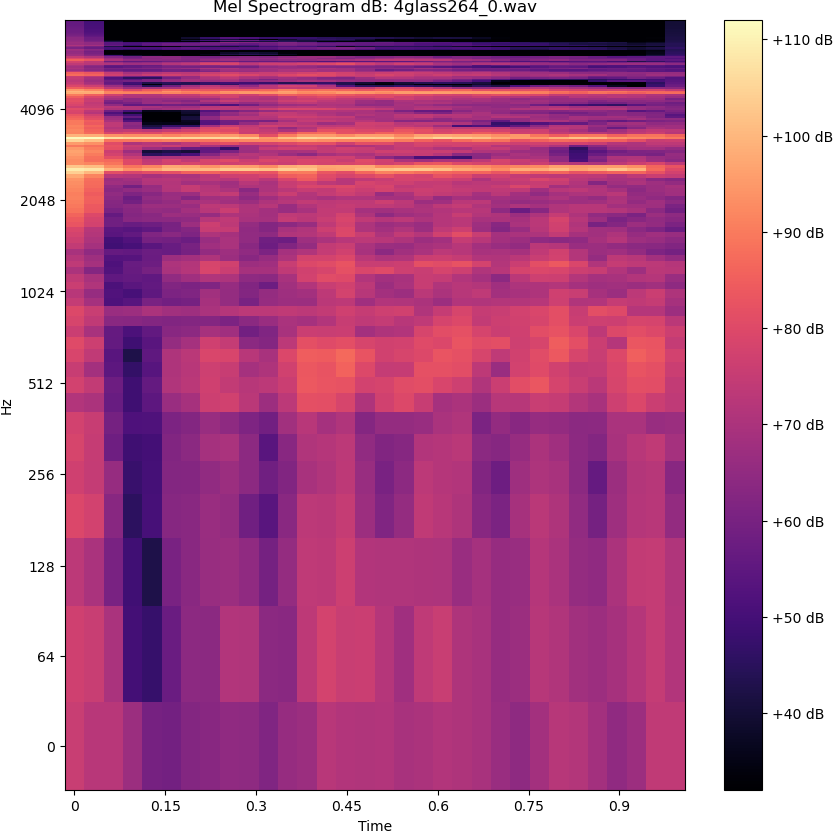 Mel Spectrogram dB: 4glass264_0.wav
+110 dB
4096
+100 dB
2048
+90 dB
1024
+80 dB
512
Hz
+70 dB
256
+60 dB
128
+50 dB
64
+40 dB
0
0 0.15 0.3 0.45 0.6 0.75 0.9
Time